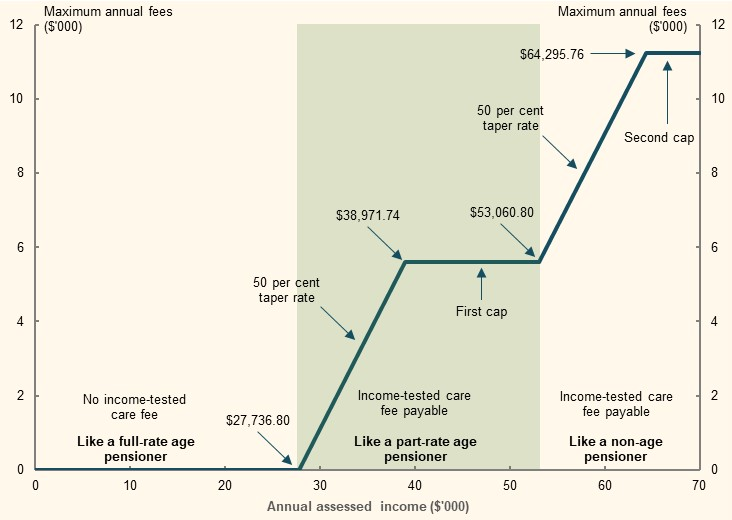 Maximum annual fees
($'000)
Maximum annual fees
($'000)
12
10
8
6
4
2
0
12
10
8
6
4
2
0
$64,295.76
50 per cent
taper rate
Second cap
$38,971.74
$53,060.80
50 per cent
taper rate
First cap
No income-tested
care fee
$27,736.80
Like a full-rate age
pensioner
Income-tested care
fee payable
Like a part-rate age
pensioner
Income-tested care
fee payable
Like a non-age
pensioner
0 10 20 30 40 50 60 70
Annual assessed income ($'000)